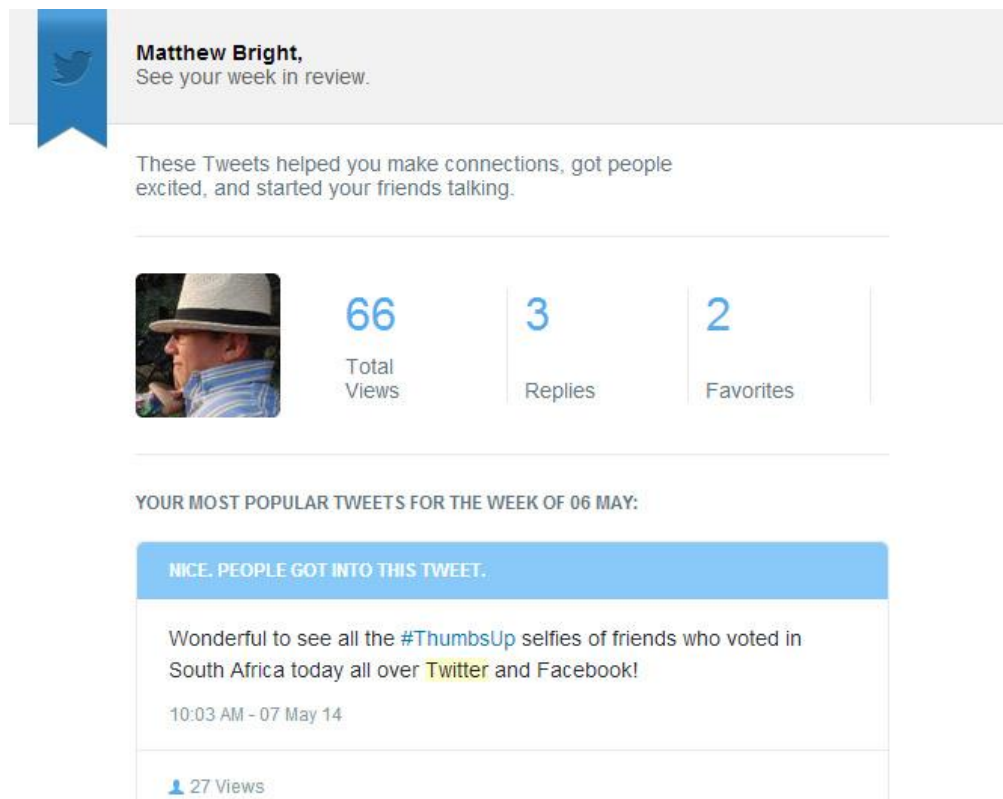 Matthew Bright,
See your week in review.
These Tweets helped you make connections, got people
excited, and started your friends talking.
66
Total
Views
3
Replies
2
Favorites
YOUR MOST POPULAR TWEETS FOR THE WEEK OF 06 MAY:
NICE. PEOPLE GOT INTO THIS TWEET.
Wonderful to see all the #ThumbsUp selfies of friends who voted in
South Africa today all over Twitter and Facebook!
10:03 AM - 07 May 14
27 Views